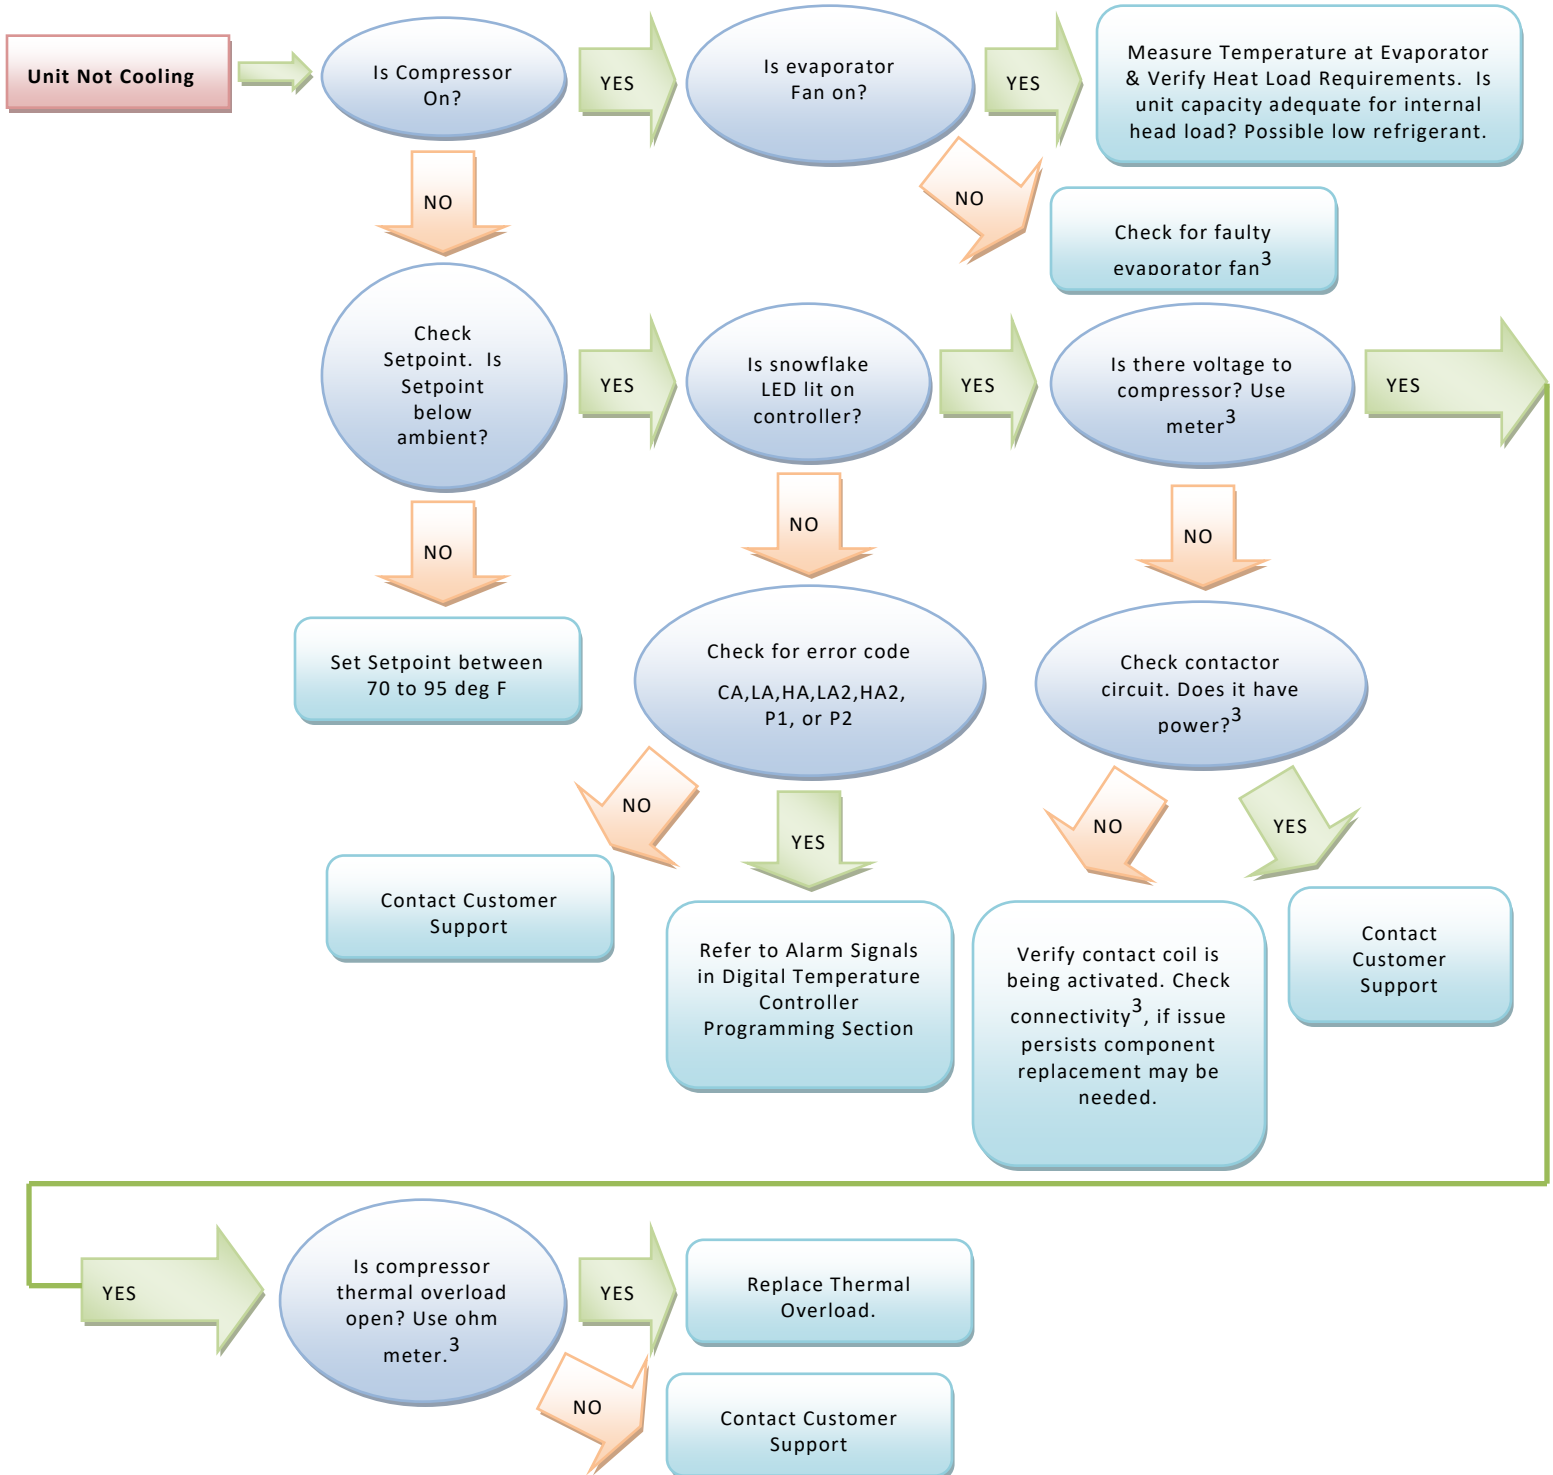 Unit Not Cooling
Is Compressor
On?
YES
Is evaporator
Fan on?
YES
Measure Temperature at Evaporator
& Verify Heat Load Requirements.  Is
unit capacity adequate for internal
head load? Possible low refrigerant.
NO
NO
Check for faulty
evaporator fan3
Check
Setpoint.  Is
Setpoint
below
ambient?
YES
Is snowflake
LED lit on
controller?
YES
Is there voltage to
compressor? Use
meter3
YES
NO
NO
NO
Set Setpoint between
70 to 95 deg F
Check for error code
CA,LA,HA,LA2,HA2,
P1, or P2
Check contactor
circuit. Does it have
power?3
NO
YES
NO
YES
Contact Customer
Support
Refer to Alarm Signals
in Digital Temperature
Controller
Programming Section
Verify contact coil is
being activated. Check
connectivity3, if issue
persists component
replacement may be
needed.
Contact
Customer
Support
YES
Is compressor
thermal overload
open? Use ohm
meter.3
YES
Replace Thermal
Overload.
NO
Contact Customer
Support